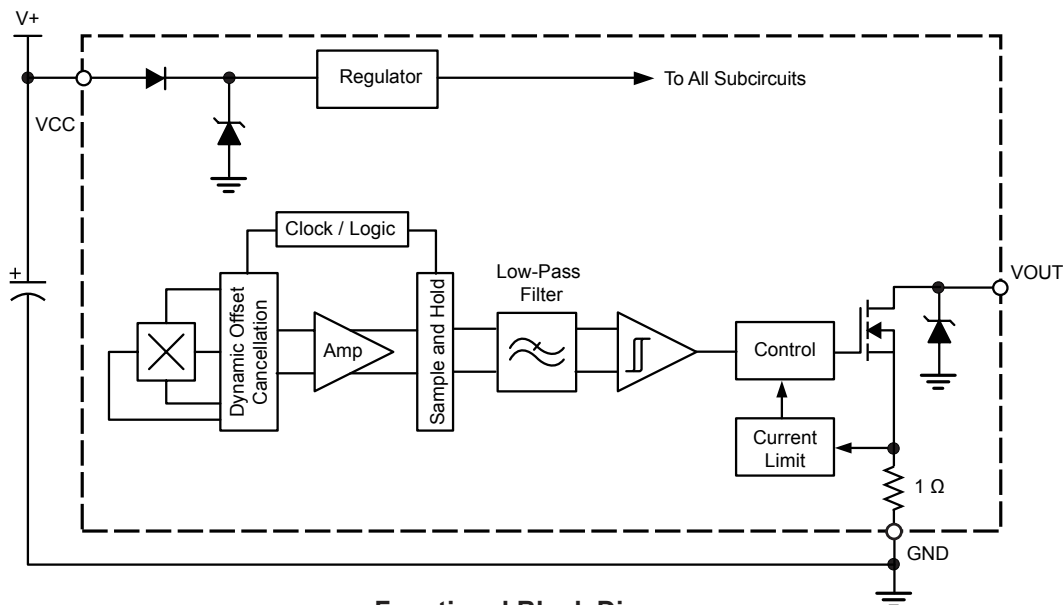 V+
VCC
Regulator
To All Subcircuits
Clock / Logic
Dynamic Offset
Cancellation
Amp
Sample and Hold
Low-Pass
Filter
Control
Current
Limit
VOUT
1 Ω
GND
+